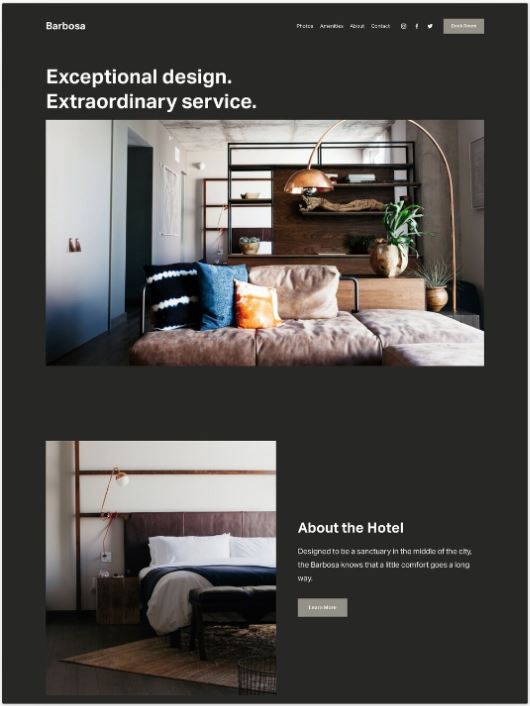 Barbosa
Photos Amenities About Contact
Book Room
Exceptional design.
Extraordinary service.
About the Hotel
Designed to be a sanctuary in the middle of the city,
the Barbosa knows that a little comfort goes a long
way.
Learn More